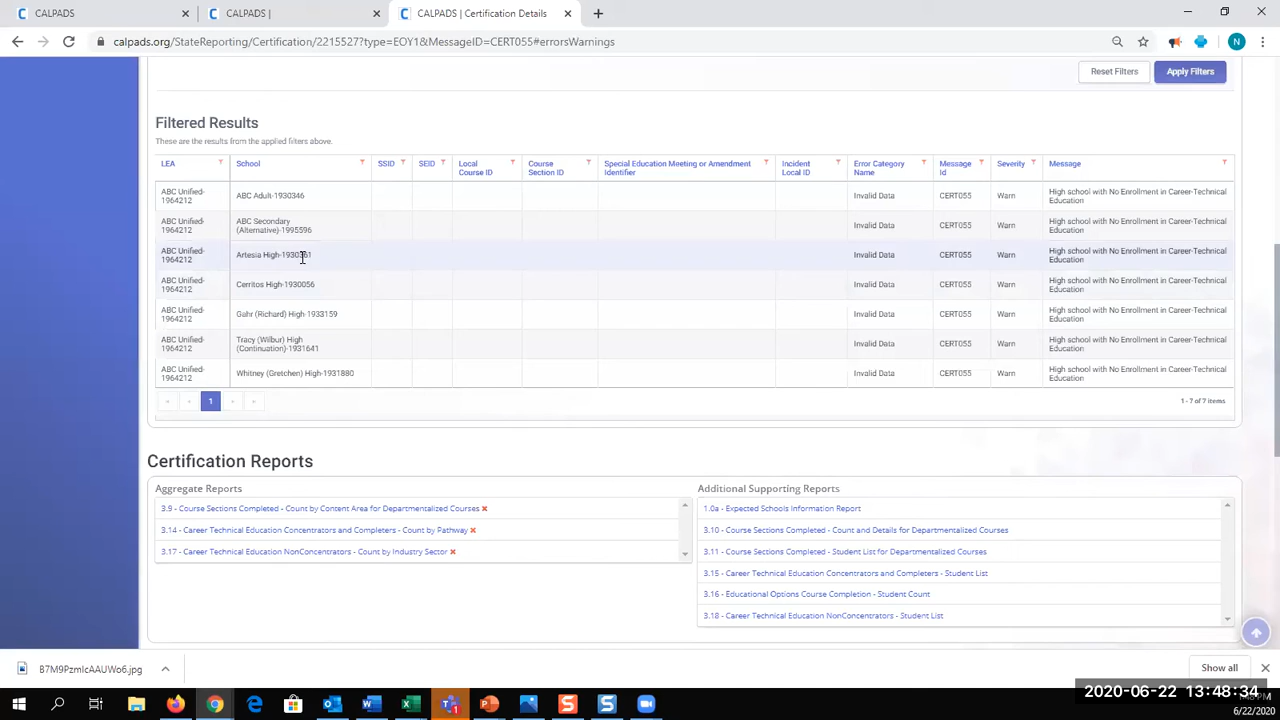 CALPADS
CALPADS |
CALPADS | Certification Details
calpads.org/StateReporting/Certification/2215527?type=EOY1&MessageID=CERT055#errorsWarnings
N
Reset Filters
Apply Filters
Filtered Results
These are the results from the applied filters above.
LEA School SSID SEID Local Course ID Course Section ID Special Education Meeting or Amendment Identifier Incident Local ID Error Category Name Message Id Severity Message
ABC Unified-1964212 ABC Adult-1930346 Invalid Data CERT055 Warn High school with No Enrollment in Career-Technical Education
ABC Unified-1964212 ABC Secondary (Alternative)-1995596 Invalid Data CERT055 Warn High school with No Enrollment in Career-Technical Education
ABC Unified-1964212 Artesia High-1930361 Invalid Data CERT055 Warn High school with No Enrollment in Career-Technical Education
ABC Unified-1964212 Cerritos High-1930056 Invalid Data CERT055 Warn High school with No Enrollment in Career-Technical Education
ABC Unified-1964212 Gahr (Richard) High-1933159 Invalid Data CERT055 Warn High school with No Enrollment in Career-Technical Education
ABC Unified-1964212 Tracy (Wilbur) High (Continuation)-1931641 Invalid Data CERT055 Warn High school with No Enrollment in Career-Technical Education
ABC Unified-1964212 Whitney (Gretchen) High-1931880 Invalid Data CERT055 Warn High school with No Enrollment in Career-Technical Education
1
1 - 7 of 7 items
Certification Reports
Aggregate Reports
3.9 - Course Sections Completed - Count by Content Area for Departmentalized Courses
3.14 - Career Technical Education Concentrators and Completers - Count by Pathway
3.17 - Career Technical Education NonConcentrators - Count by Industry Sector
Additional Supporting Reports
1.0a - Expected Schools Information Report
3.10 - Course Sections Completed - Count and Details for Departmentalized Courses
3.11 - Course Sections Completed - Student List for Departmentalized Courses
3.15 - Career Technical Education Concentrators and Completers - Student List
3.16 - Educational Options Course Completion - Student Count
3.18 - Career Technical Education NonConcentrators - Student List
B7M9PzmIcAAUWo6.jpg
Show all
2020-06-22 13:48:34
6/22/2020